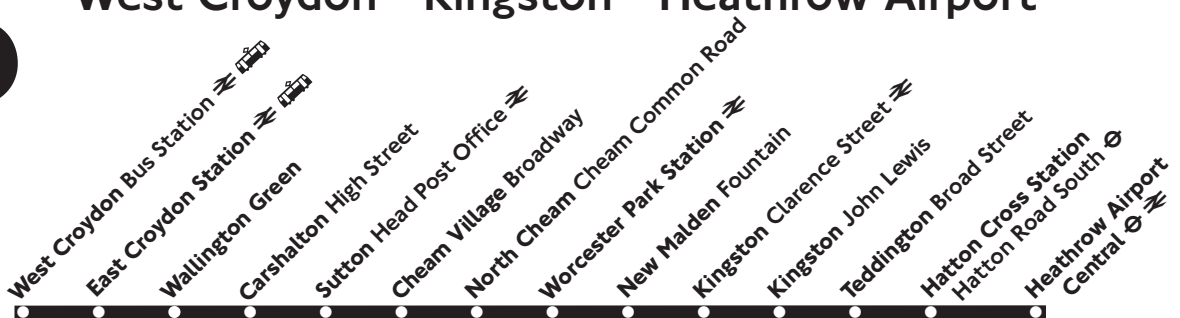 West Croydon - Kingston - Heathrow Airport
West Croydon Bus Station
East Croydon Station
Wallington Green
Carshalton High Street
Sutton Head Post Office
Cheam Village Broadway
North Cheam Cheam Common Road
Worcester Park Station
New Malden Fountain
Kingston Clarence Street
Kingston John Lewis
Teddington Broad Street
Hatton Cross Station
Hatton Road South
Heathrow Airport
Central